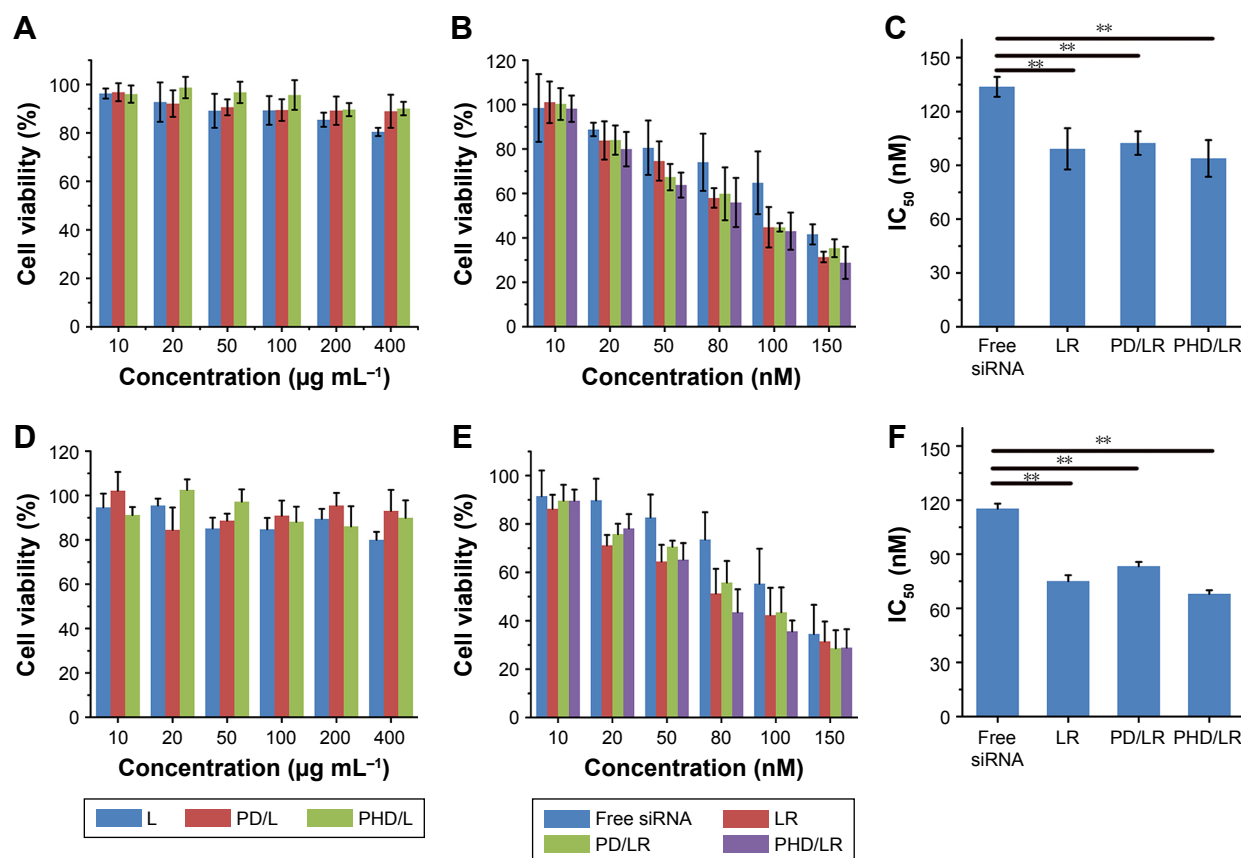 A
Cell viability (%)
120
100
80
60
40
20
0
10 20 50 100 200 400
Concentration (µg mL⁻¹)
B
Cell viability (%)
120
100
80
60
40
20
0
10 20 50 80 100 150
Concentration (nM)
C
IC₅₀ (nM)
150
120
90
60
30
0
**
**
**
Free siRNA
LR PD/LR PHD/LR
D
Cell viability (%)
120
100
80
60
40
20
0
10 20 50 100 200 400
Concentration (µg mL⁻¹)
L PD/L PHD/L
E
Cell viability (%)
100
80
60
40
20
0
10 20 50 80 100 150
Concentration (nM)
Free siRNA LR
PD/LR PHD/LR
F
IC₅₀ (nM)
150
120
90
60
30
0
**
**
**
Free siRNA
LR PD/LR PHD/LR